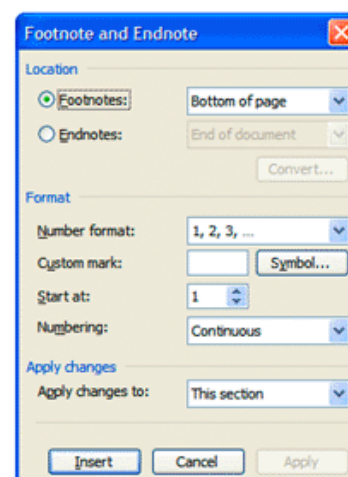 Footnote and Endnote
Location
Footnotes: Bottom of page
Endnotes: End of document
Convert...
Format
Number format: 1, 2, 3, ...
Custom mark: Symbol...
Start at: 1
Numbering: Continuous
Apply changes
Apply changes to: This section
Insert Cancel Apply